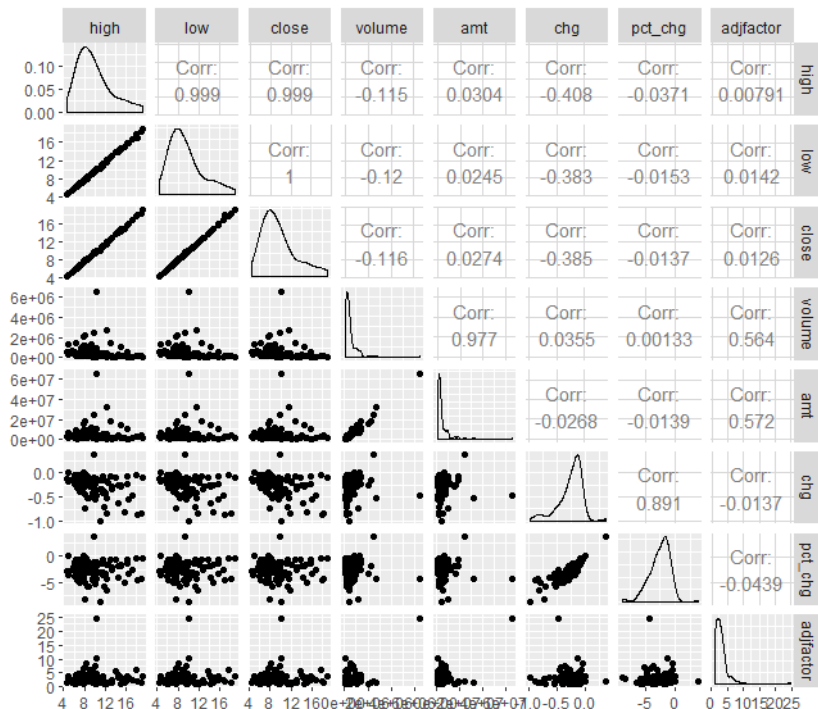 high low close volume amt chg pct_chg adjfactor
0.10 Corr: Corr: Corr: Corr: Corr: Corr: Corr: high
0.05 0.999 0.999 -0.115 0.0304 -0.408 -0.0371 0.00791
0.00
16 Corr: Corr: Corr: Corr: Corr: Corr: low
12
8 1 -0.12 0.0245 -0.383 -0.0153 0.0142
4
16 Corr: Corr: Corr: Corr: Corr: close
12
8 -0.116 0.0274 -0.385 -0.0137 0.0126
4
6e+06 Corr: Corr: Corr: Corr: volume
4e+06
2e+06 0.977 0.0355 0.00133 0.564
0e+00
6e+07 Corr: Corr: Corr: amt
4e+07
2e+07 -0.0268 -0.0139 0.572
0e+00
0.0 Corr: Corr: chg
-0.5 0.891 -0.0137
-1.0
0 Corr: pct_chg
-5 -0.0439
25 adjfactor
20
15
10
5
0
4 8 12 16 4 8 12 16 4 8 12 16 -1.0 -0.5 0.0 -5 0 0 5 10 15 20 25